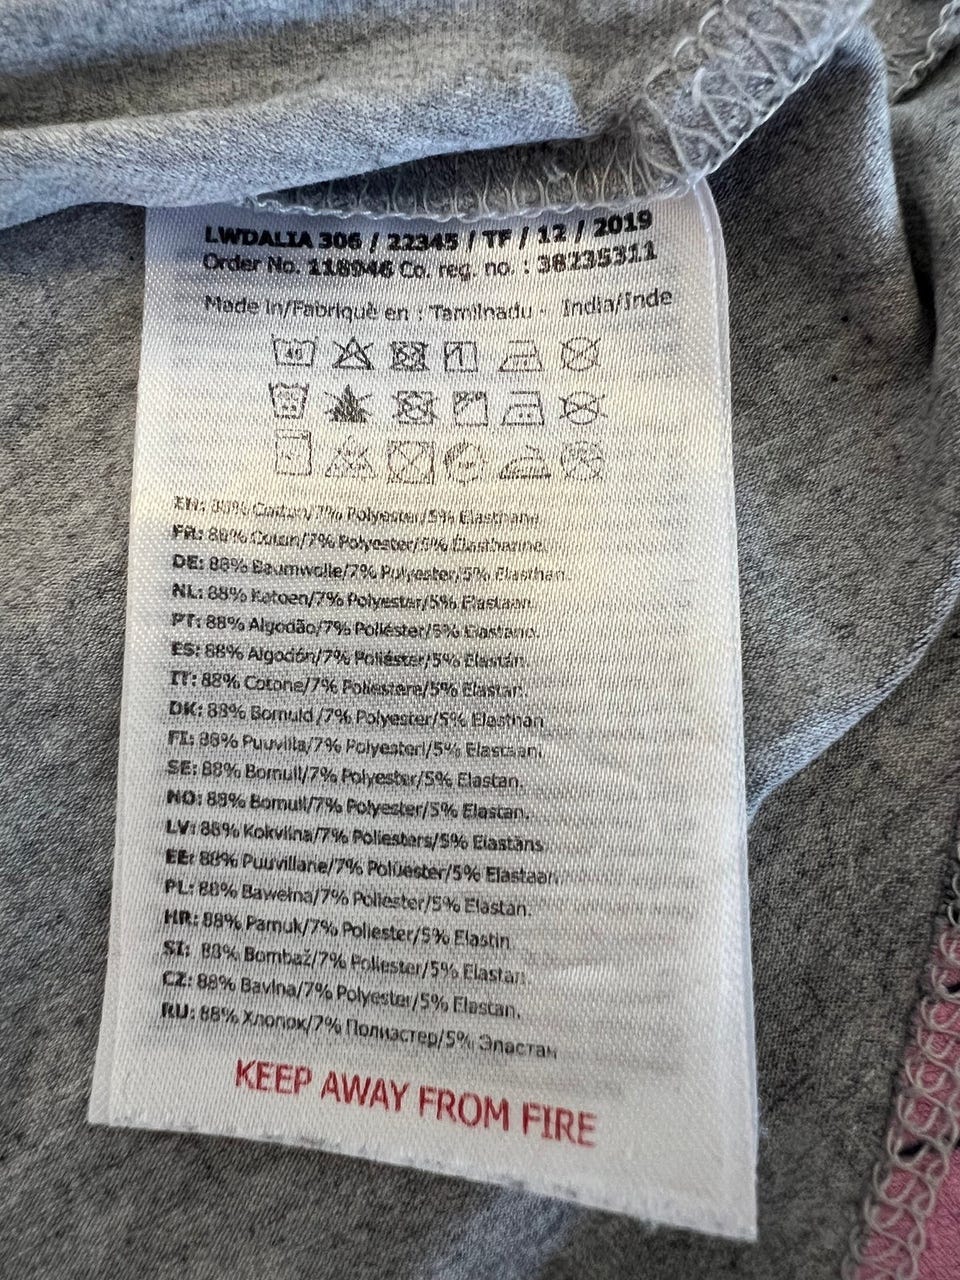 LWDALIA 306 / 22345 / TF / 12 / 2019
Order No. 118946 Co. reg. no. : 38235311
Made in/Fabriquè en : Tamilnadu - India/Inde
40
EN: 88% Cotton/7% Polyester/5% Elasthane
FR: 88% Coton/7% Polyester/5% Elasthanne.
DE: 88% Baumwolle/7% Polyester/5% Elasthan.
NL: 88% Katoen/7% Polyester/5% Elastaan.
PT: 88% Algodão/7% Poliéster/5% Elastano.
ES: 88% Algodón/7% Poliéster/5% Elastán.
IT: 88% Cotone/7% Poliestere/5% Elastan.
DK: 88% Bomuld /7% Polyester/5% Elasthan
FI: 88% Puuvilla/7% Polyesteri/5% Elastaan.
SE: 88% Bomull/7% Polyester/5% Elastan.
NO: 88% Bomull/7% Polyester/5% Elastan.
LV: 88% Kokvilna/7% Poliesters/5% Elastāns
EE: 88% Puuvillane/7% Polüester/5% Elastaan.
PL: 88% Bawełna/7% Poliester/5% Elastan.
HR: 88% Pamuk/7% Poliester/5% Elastin
SI: 88% Bombaž/7% Poliester/5% Elastan.
CZ: 88% Bavlna/7% Polyester/5% Elastan.
RU: 88% Хлопок/7% Полиэстер/5% Эластан
KEEP AWAY FROM FIRE